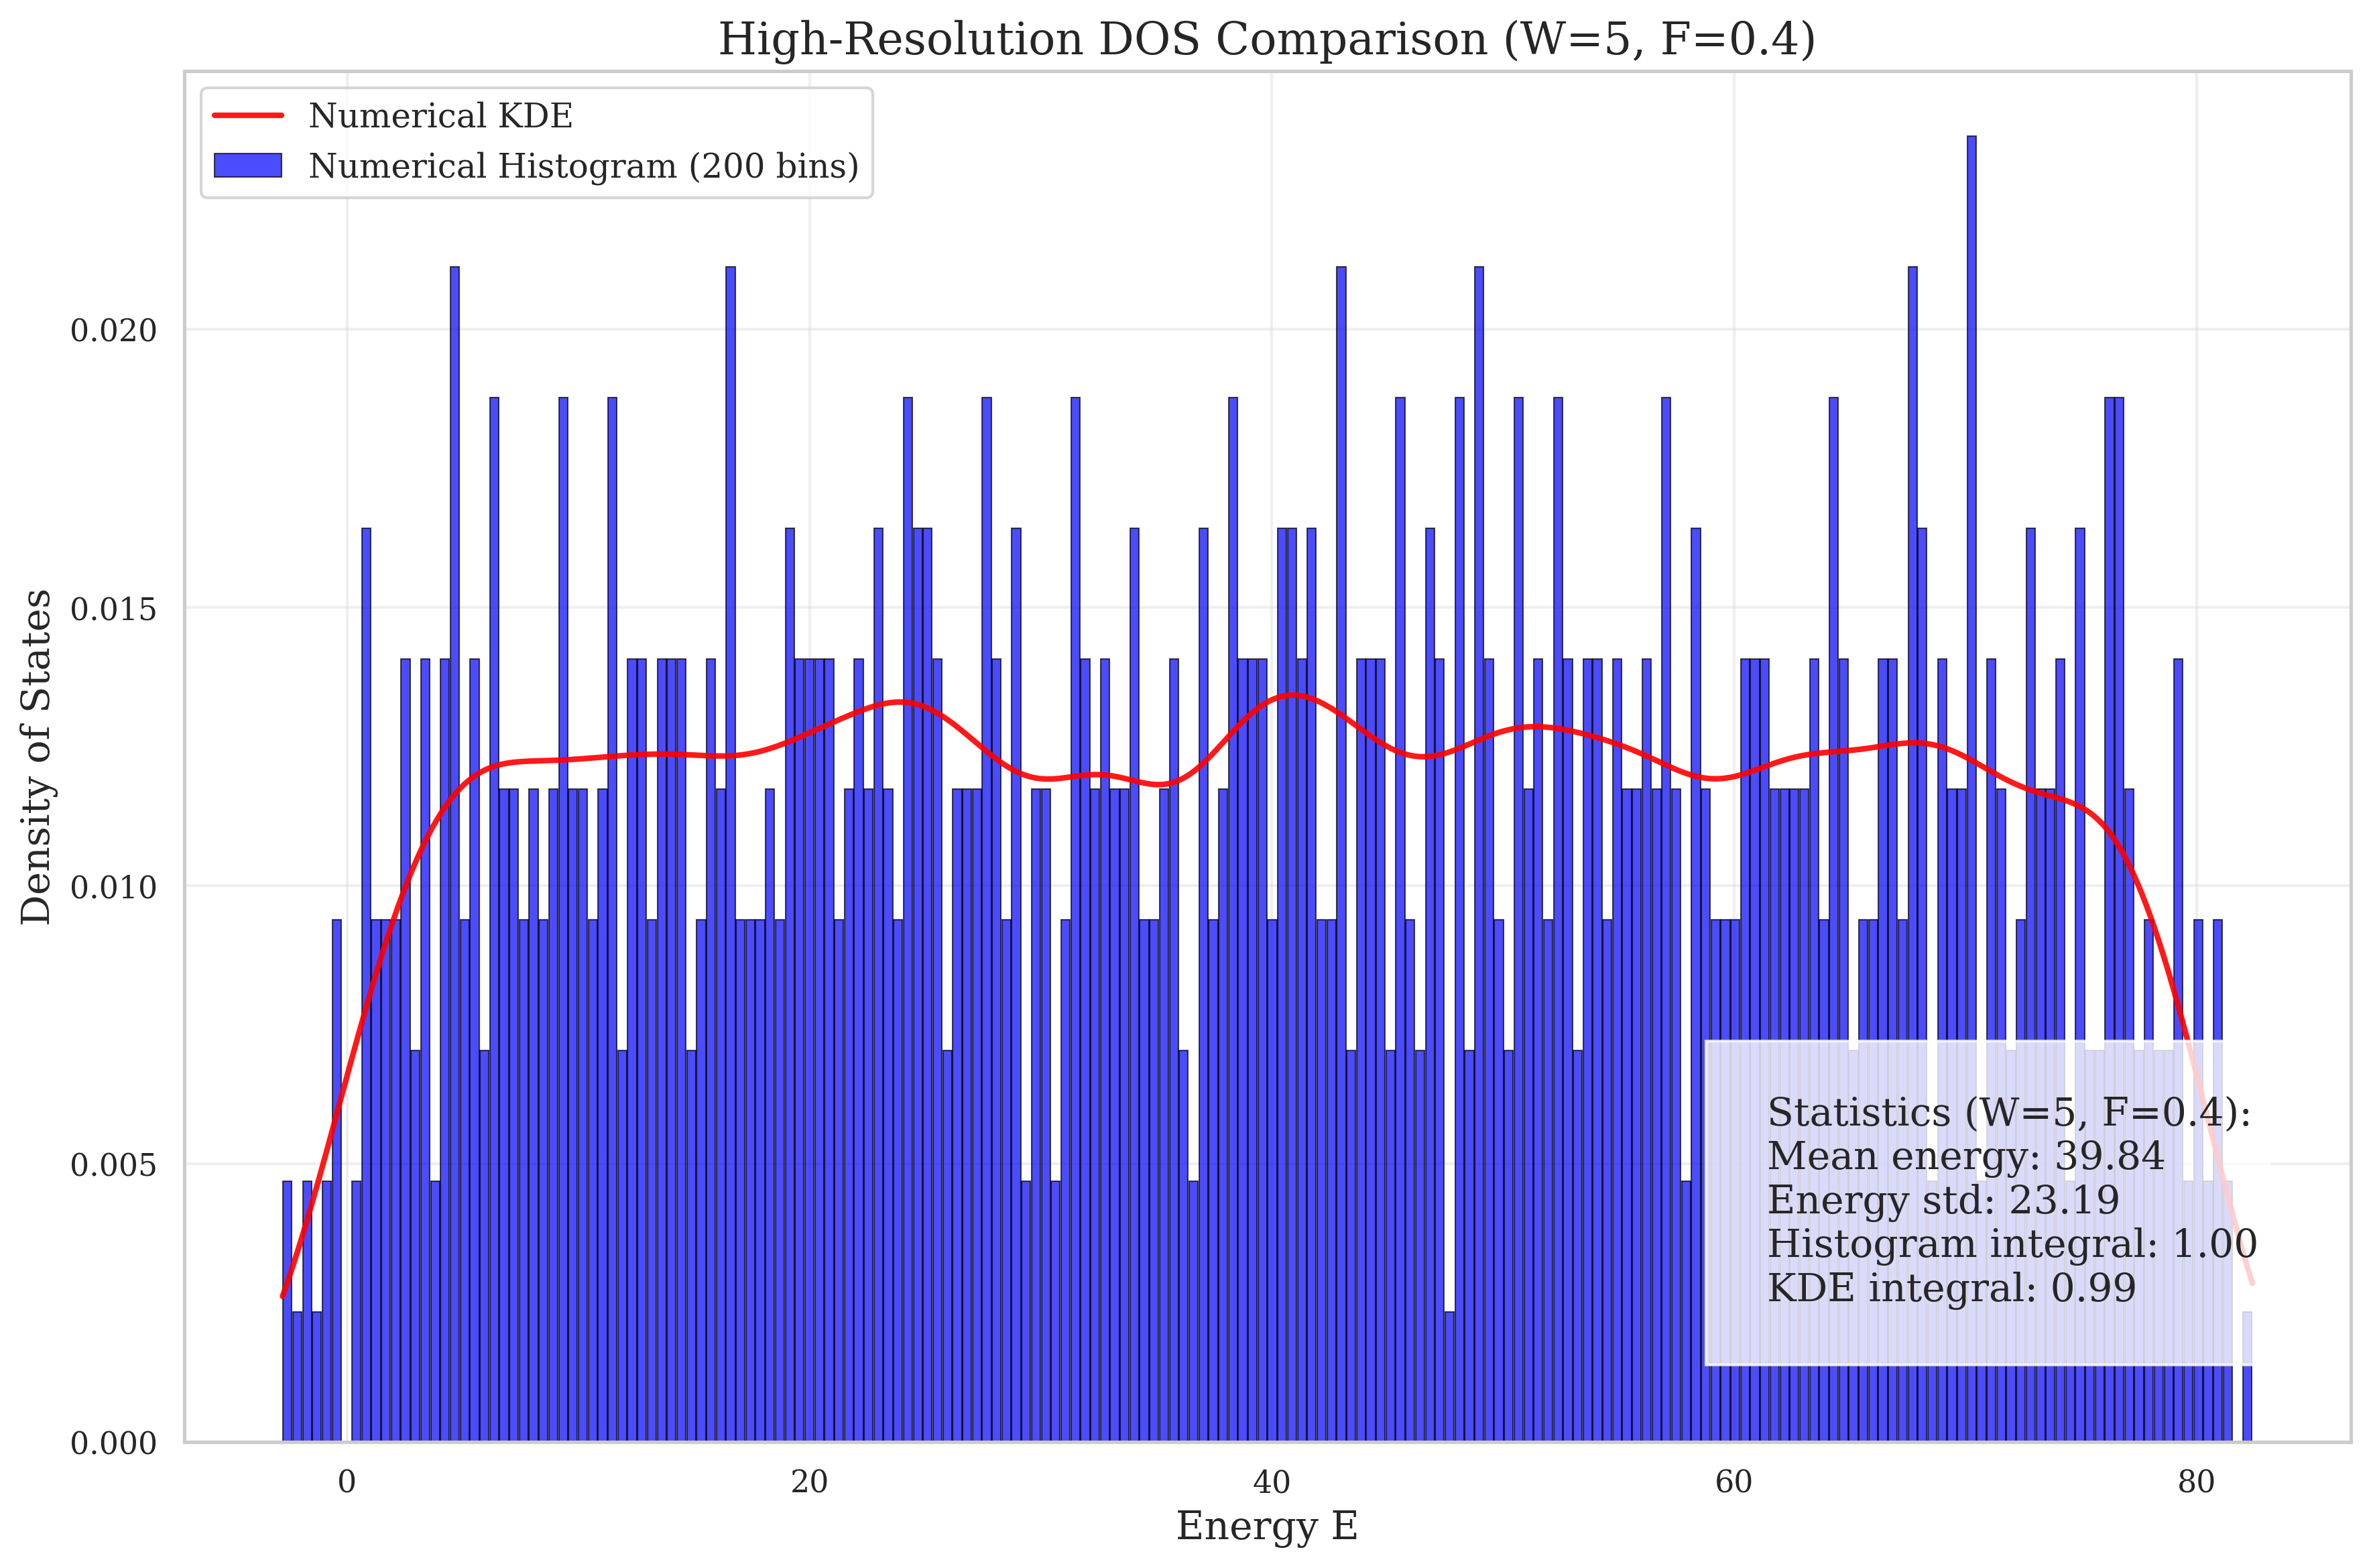 High-Resolution DOS Comparison (W=5, F=0.4)
Numerical KDE
Numerical Histogram (200 bins)
Density of States
0.020
0.015
0.010
0.005
0.000
Statistics (W=5, F=0.4):
Mean energy: 39.84
Energy std: 23.19
Histogram integral: 1.00
KDE integral: 0.99
0 20 40 60 80
Energy E